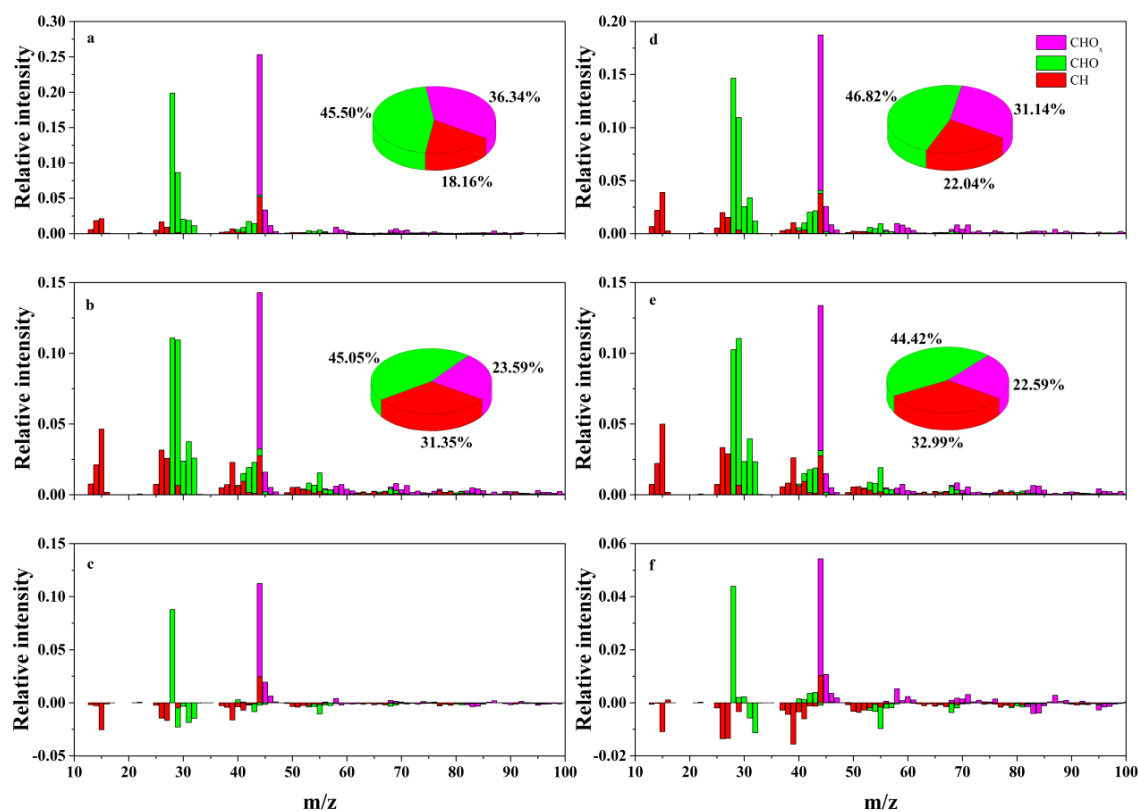 a
0.30
0.25
0.20
0.15
0.10
0.05
0.00
Relative intensity
45.50%
36.34%
18.16%
d
0.20
0.15
0.10
0.05
0.00
Relative intensity
46.82%
31.14%
22.04%
CHOx
CHO
CH
b
0.15
0.10
0.05
0.00
Relative intensity
45.05%
23.59%
31.35%
e
0.15
0.10
0.05
0.00
Relative intensity
44.42%
22.59%
32.99%
c
0.15
0.10
0.05
0.00
-0.05
Relative intensity
10 20 30 40 50 60 70 80 90 100
m/z
f
0.06
0.04
0.02
0.00
-0.02
Relative intensity
10 20 30 40 50 60 70 80 90 100
m/z